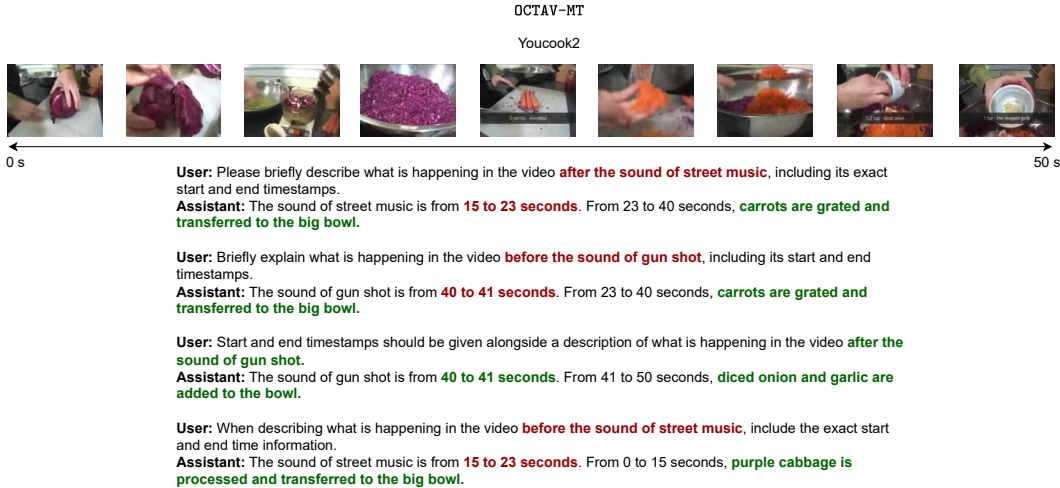 OCTAV-MT
Youcook2
0 s
50 s
User: Please briefly describe what is happening in the video after the sound of street music, including its exact
start and end timestamps.
Assistant: The sound of street music is from 15 to 23 seconds. From 23 to 40 seconds, carrots are grated and
transferred to the big bowl.
User: Briefly explain what is happening in the video before the sound of gun shot, including its start and end
timestamps.
Assistant: The sound of gun shot is from 40 to 41 seconds. From 23 to 40 seconds, carrots are grated and
transferred to the big bowl.
User: Start and end timestamps should be given alongside a description of what is happening in the video after the
sound of gun shot.
Assistant: The sound of gun shot is from 40 to 41 seconds. From 41 to 50 seconds, diced onion and garlic are
added to the bowl.
User: When describing what is happening in the video before the sound of street music, include the exact start
and end time information.
Assistant: The sound of street music is from 15 to 23 seconds. From 0 to 15 seconds, purple cabbage is
processed and transferred to the big bowl.